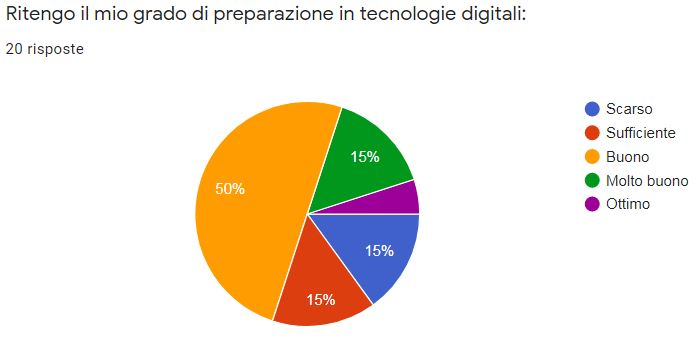 Ritengo il mio grado di preparazione in tecnologie digitali:
20 risposte
15%
50%
15%
15%
Scarso
Sufficiente
Buono
Molto buono
Ottimo